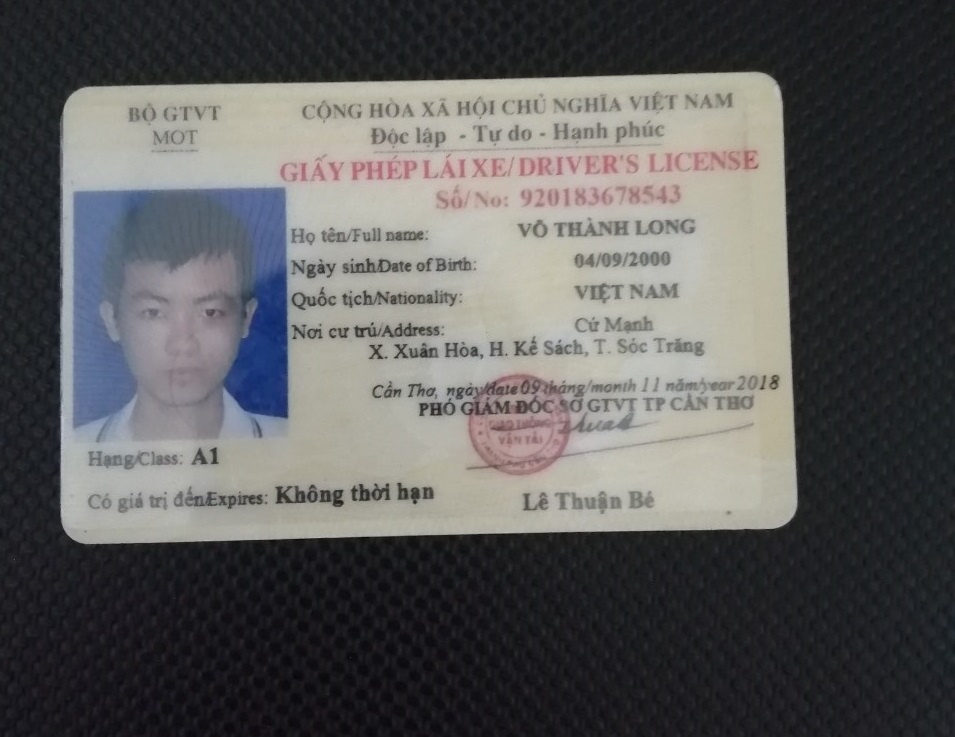 BỘ GTVT
MOT
CỘNG HÒA XÃ HỘI CHỦ NGHĨA VIỆT NAM
Độc lập - Tự do - Hạnh phúc
GIẤY PHÉP LÁI XE/DRIVER'S LICENSE
Số/No: 920183678543
Họ tên/Full name: VÕ THÀNH LONG
Ngày sinh/Date of Birth: 04/09/2000
Quốc tịch/Nationality: VIỆT NAM
Nơi cư trú/Address: Cứ Mạnh
X. Xuân Hòa, H. Kế Sách, T. Sóc Trăng
Cần Thơ, ngày/date 09 tháng/month 11 năm/year 2018
PHÓ GIÁM ĐỐC SỞ GTVT TP CẦN THƠ
GIAO THÔNG
VẬN TẢI
Hạng/Class: A1
Có giá trị đến/Expires: Không thời hạn
Lê Thuận Bé